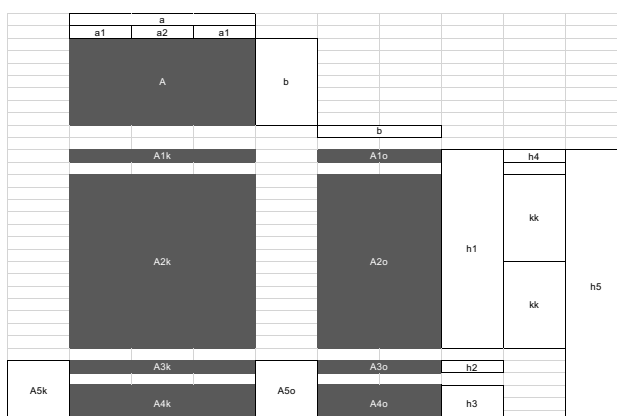 a
a1 a2 a1
A b
b
A1k A1o h4
kk
A2k A2o h1
h5
kk
A3k A3o h2
A5k A5o
A4k A4o h3